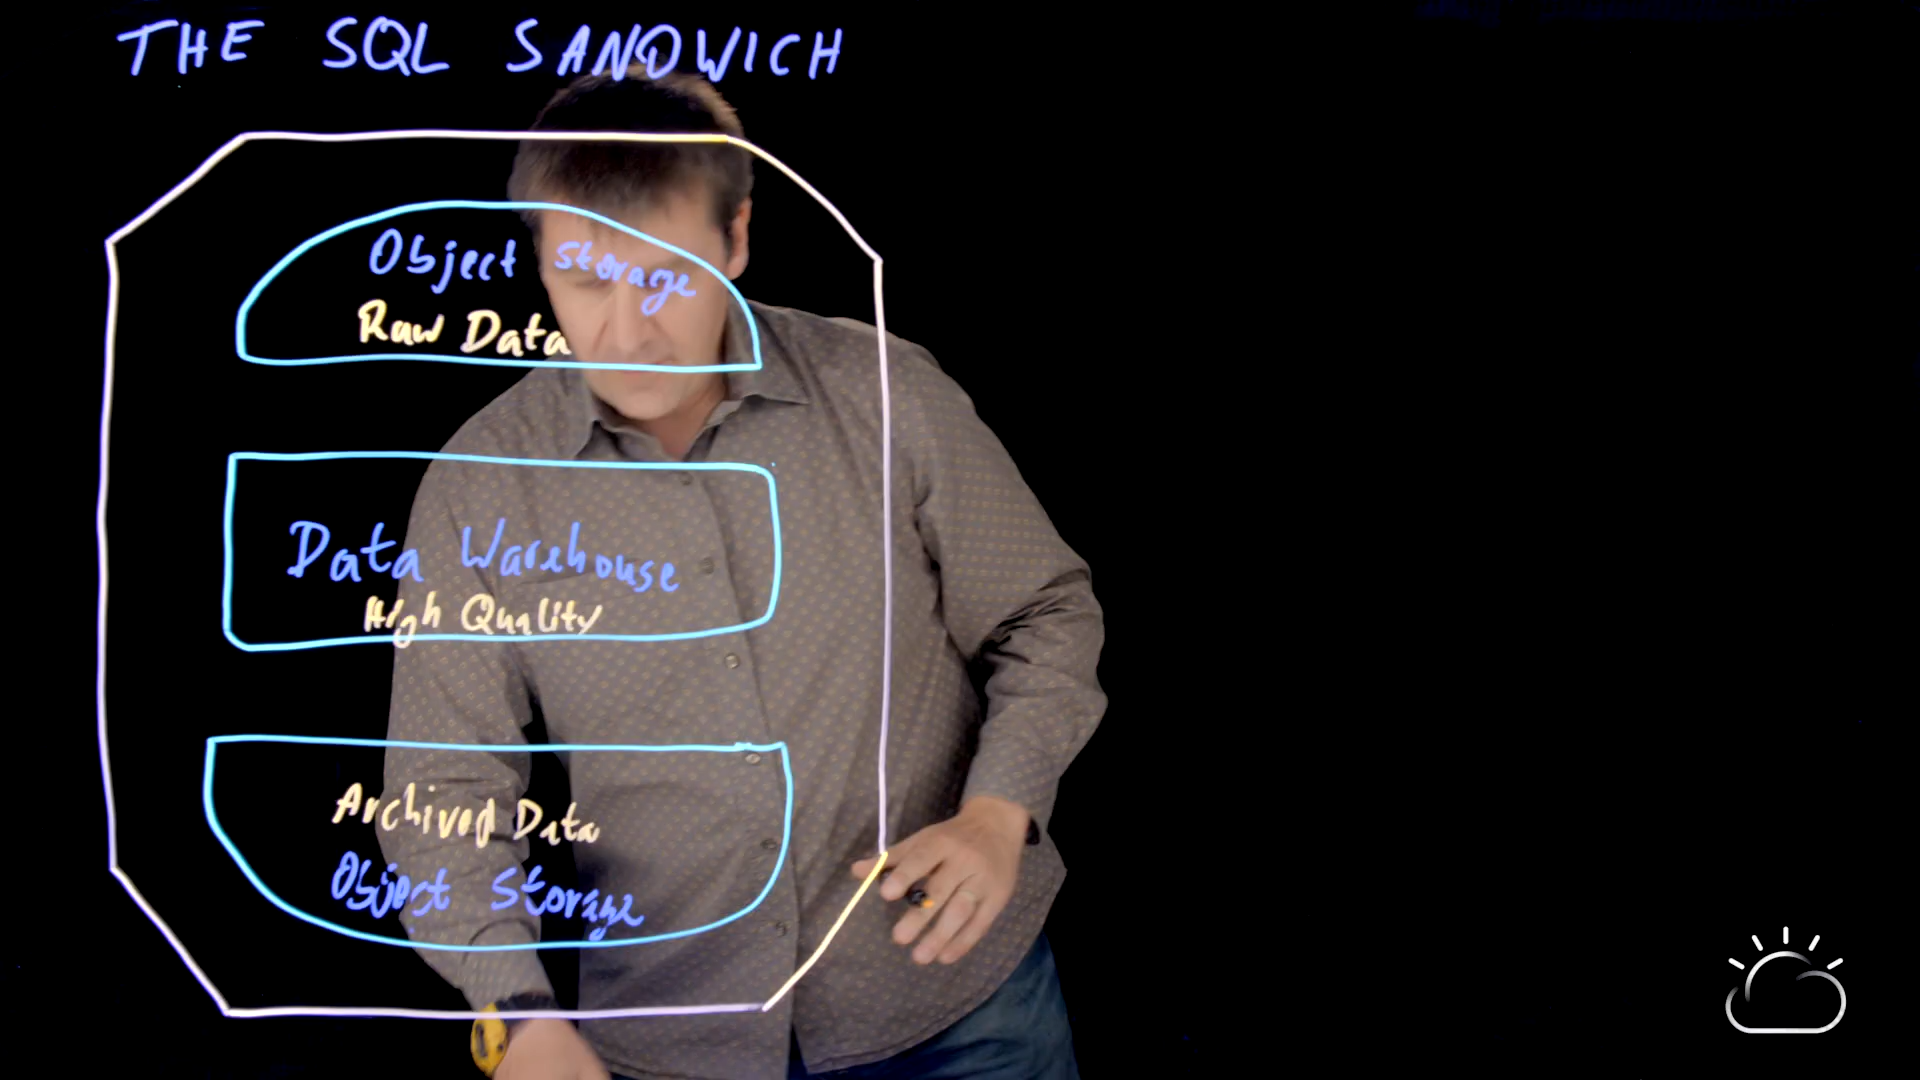 THE SQL SANDWICH
Object Storage
Raw Data
Data Warehouse
High Quality
Archived Data
Object Storage